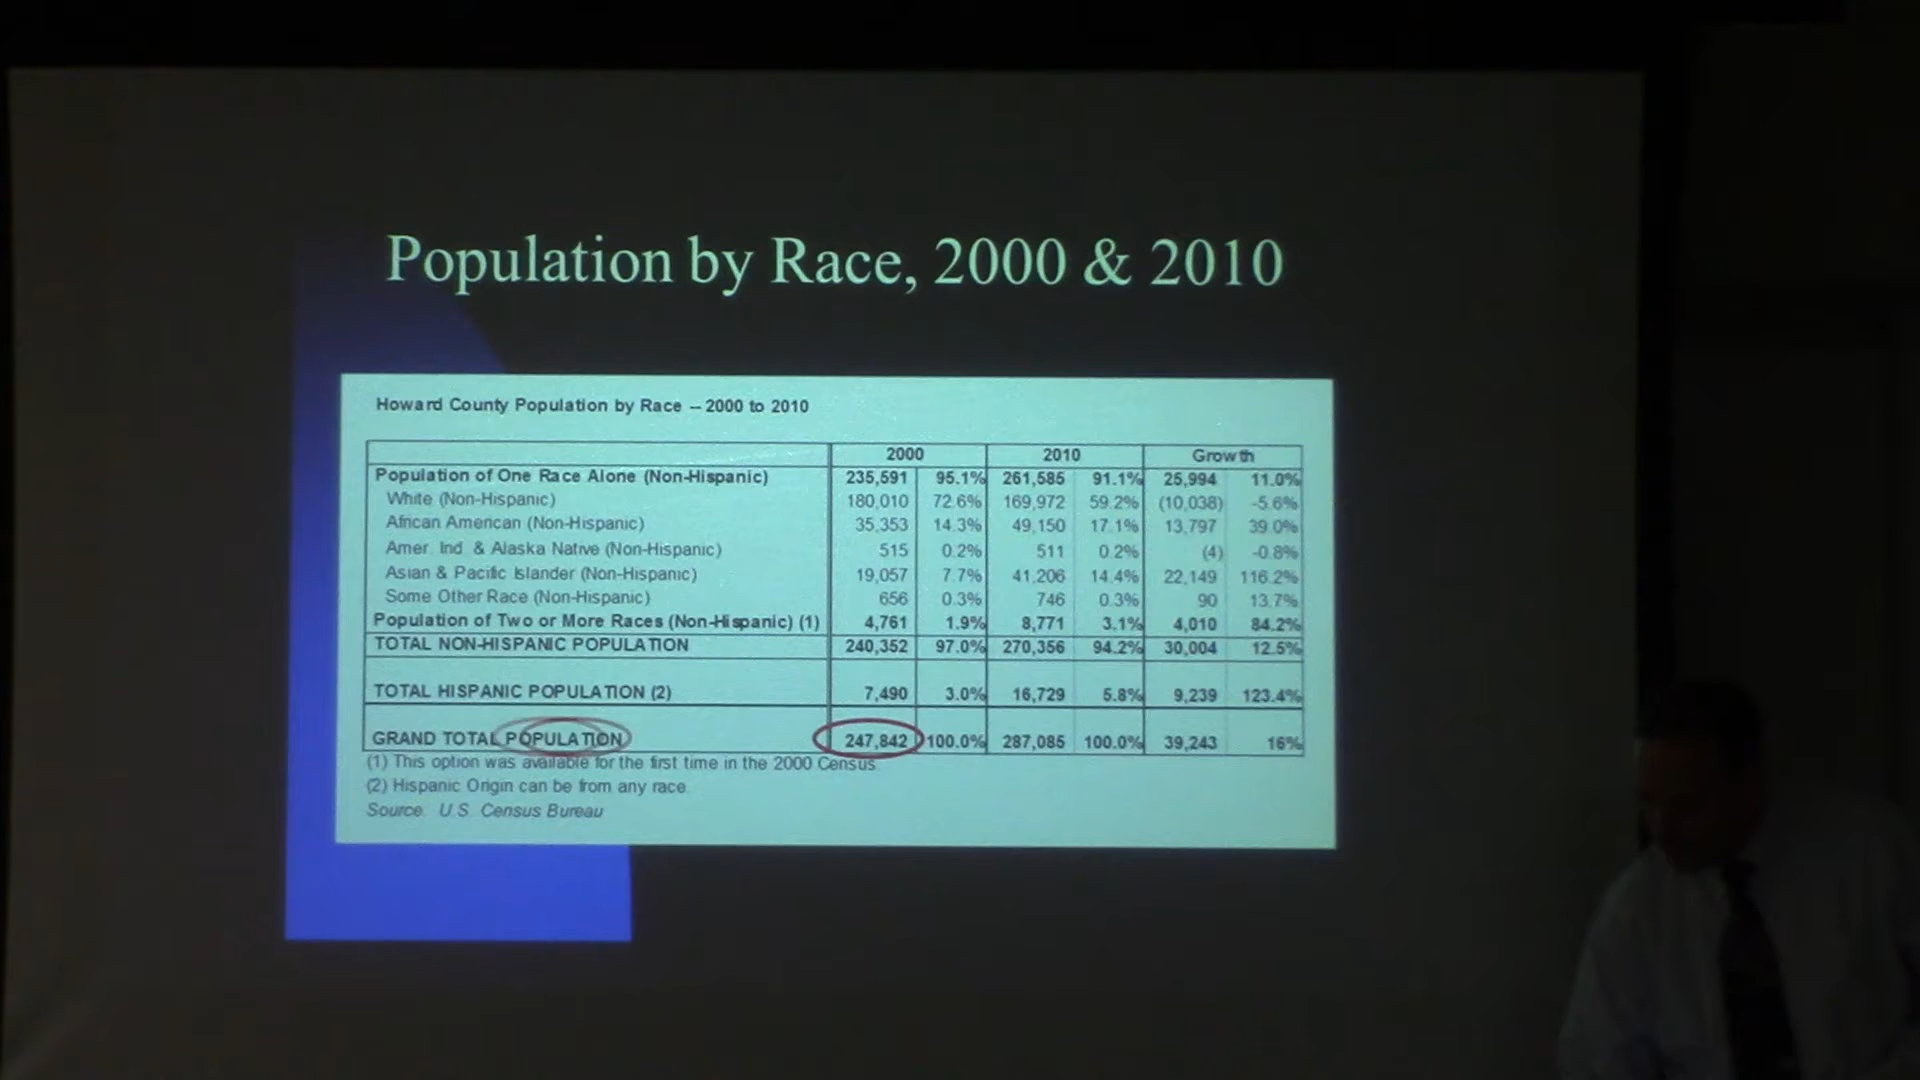 Population by Race, 2000 & 2010
Howard County Population by Race – 2000 to 2010
2000 2010 Growth
Population of One Race Alone (Non-Hispanic) 235,591 95.1% 261,585 91.1% 25,994 11.0%
White (Non-Hispanic) 180,010 72.6% 169,972 59.2% (10,038) -5.6%
African American (Non-Hispanic) 35,353 14.3% 49,150 17.1% 13,797 39.0%
Amer. Ind. & Alaska Native (Non-Hispanic) 515 0.2% 511 0.2% (4) -0.8%
Asian & Pacific Islander (Non-Hispanic) 19,057 7.7% 41,206 14.4% 22,149 116.2%
Some Other Race (Non-Hispanic) 656 0.3% 746 0.3% 90 13.7%
Population of Two or More Races (Non-Hispanic) (1) 4,761 1.9% 8,771 3.1% 4,010 84.2%
TOTAL NON-HISPANIC POPULATION 240,352 97.0% 270,356 94.2% 30,004 12.5%
TOTAL HISPANIC POPULATION (2) 7,490 3.0% 16,729 5.8% 9,239 123.4%
GRAND TOTAL POPULATION 247,842 100.0% 287,085 100.0% 39,243 16%
(1) This option was available for the first time in the 2000 Census
(2) Hispanic Origin can be from any race.
Source: U.S. Census Bureau